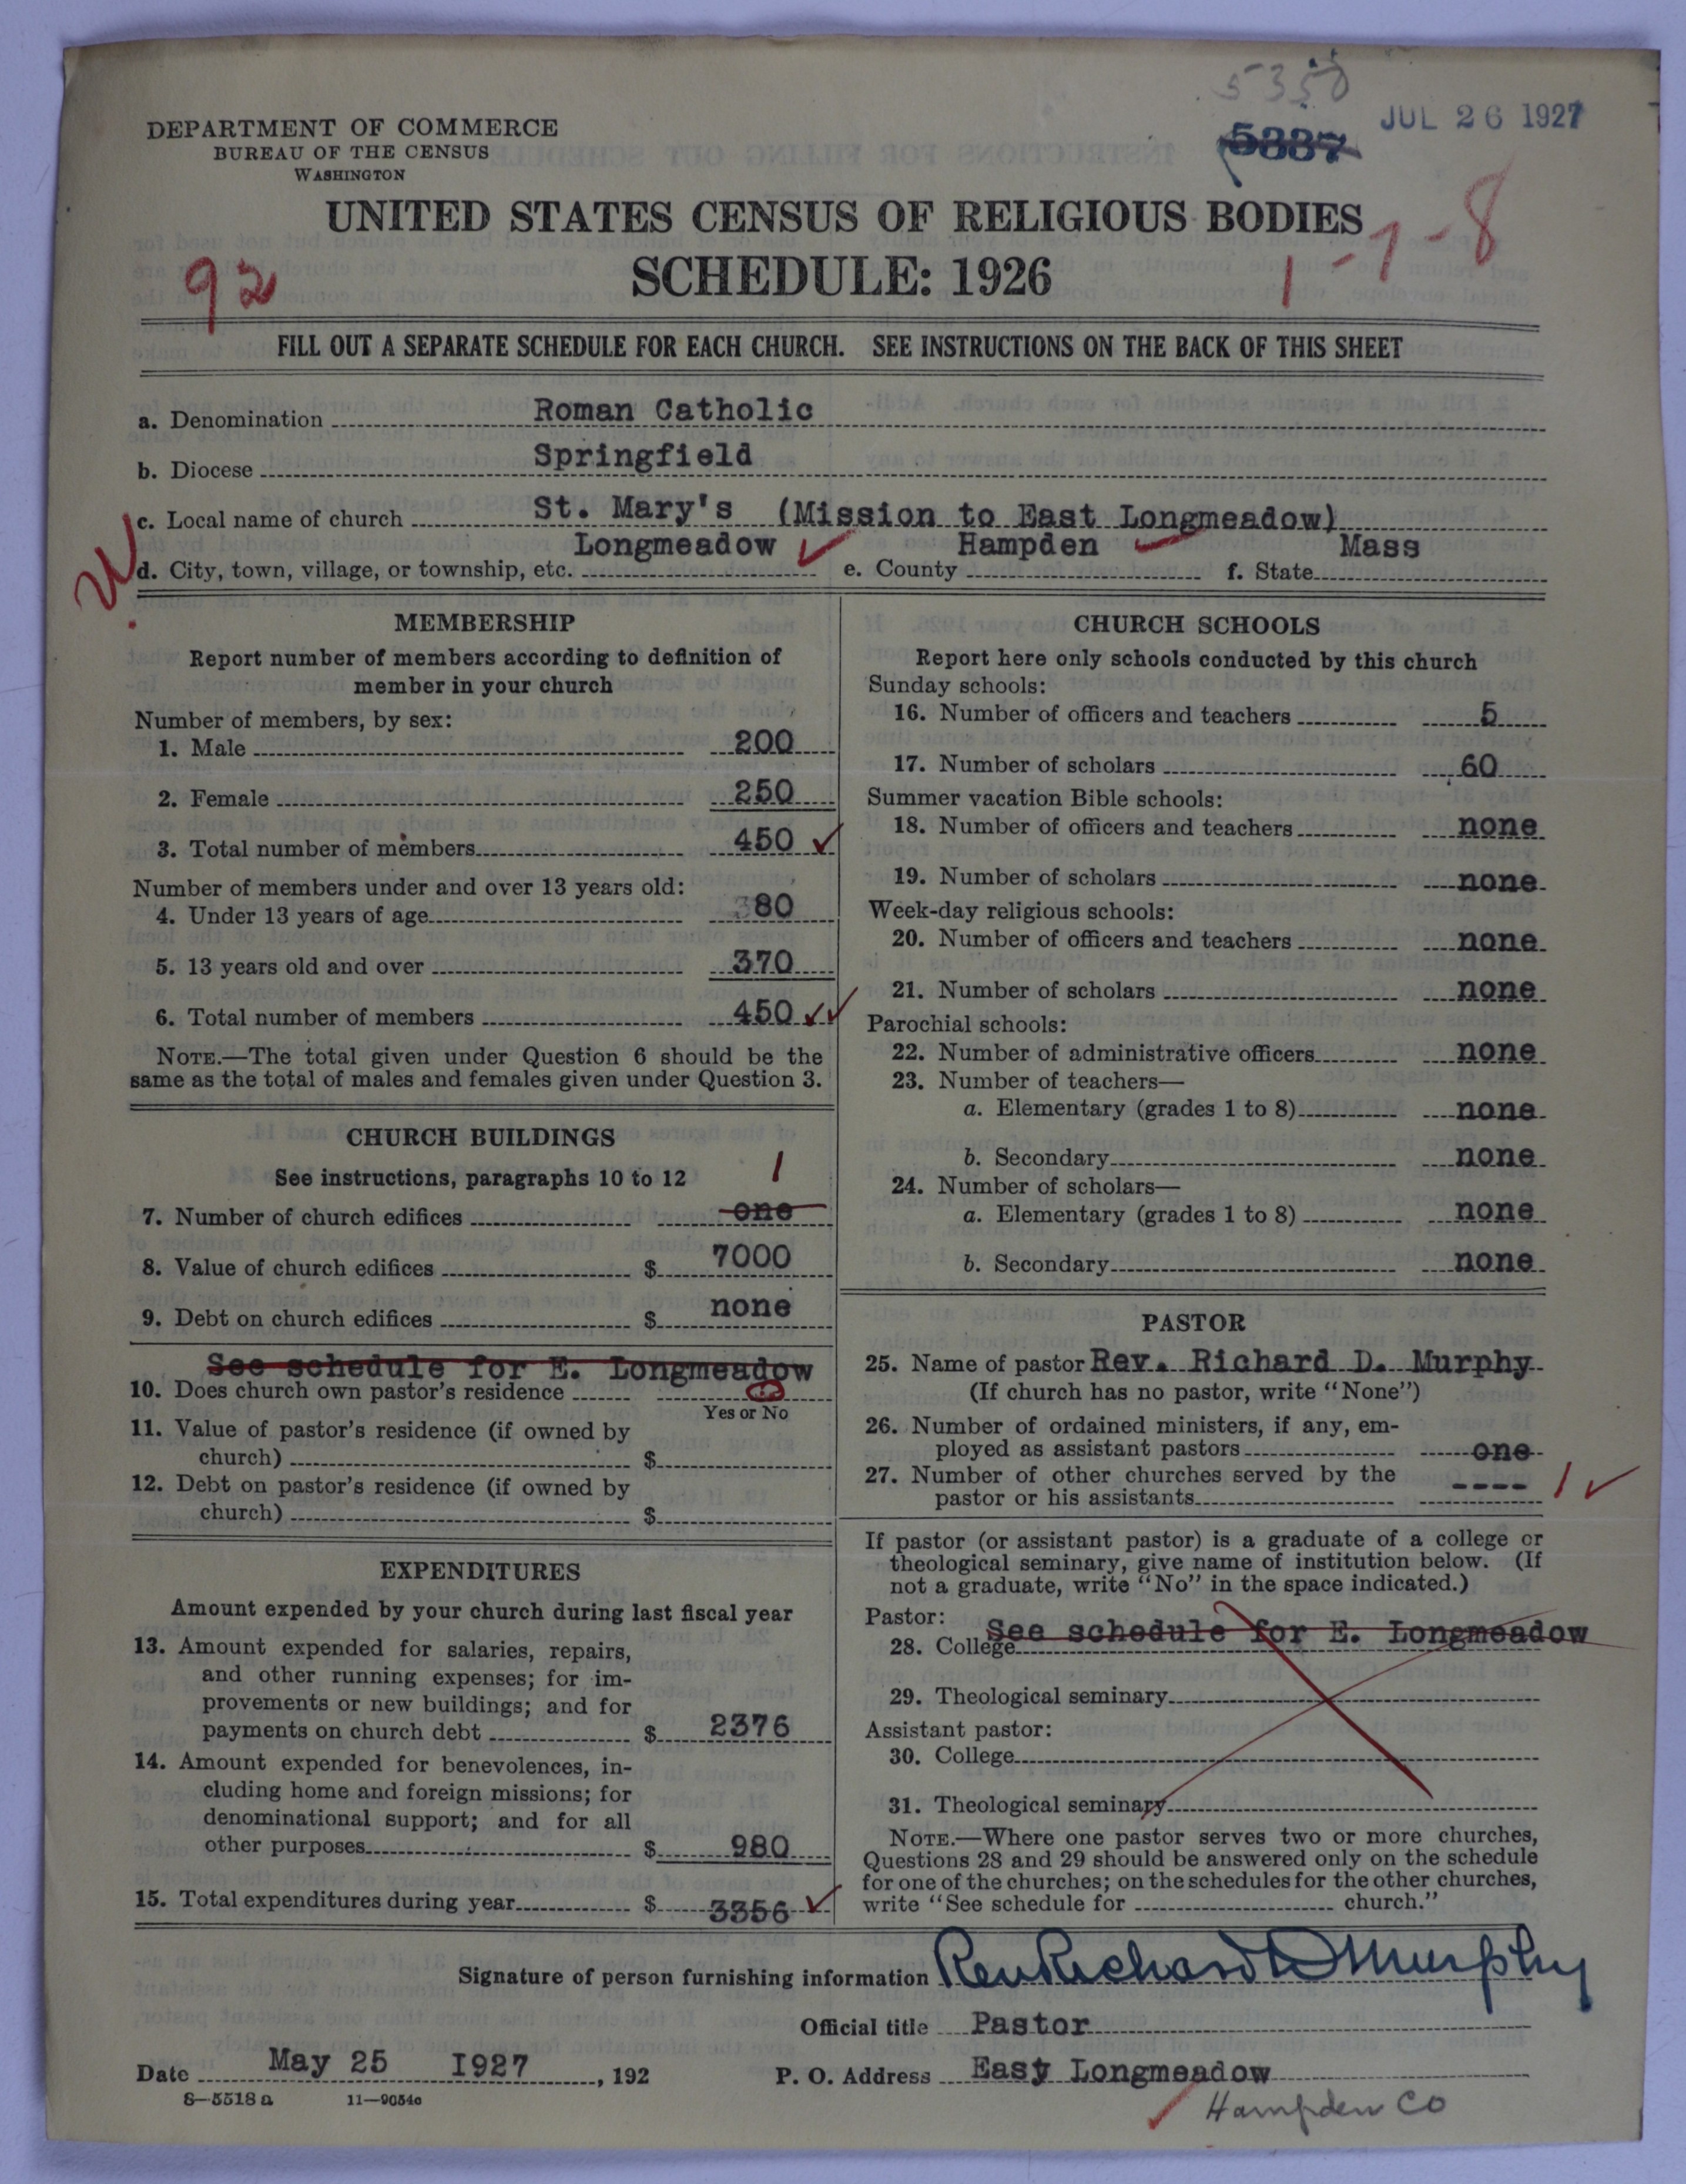 5350
JUL 26 1927
5887
DEPARTMENT OF COMMERCE
BUREAU OF THE CENSUS
WASHINGTON
UNITED STATES CENSUS OF RELIGIOUS BODIES
SCHEDULE: 1926
92
1-7-8
FILL OUT A SEPARATE SCHEDULE FOR EACH CHURCH. SEE INSTRUCTIONS ON THE BACK OF THIS SHEET
a. Denomination Roman Catholic
b. Diocese Springfield
c. Local name of church St. Mary's (Mission to East Longmeadow)
d. City, town, village, or township, etc. Longmeadow e. County Hampden f. State Mass
MEMBERSHIP
Report number of members according to definition of
member in your church
Number of members, by sex:
1. Male 200
2. Female 250
3. Total number of members 450 ✓
Number of members under and over 13 years old:
4. Under 13 years of age 80
5. 13 years old and over 370
6. Total number of members 450 ✓✓
NOTE.—The total given under Question 6 should be the
same as the total of males and females given under Question 3.
CHURCH BUILDINGS
See instructions, paragraphs 10 to 12
1
7. Number of church edifices one
8. Value of church edifices $ 7000
9. Debt on church edifices $ none
See schedule for E. Longmeadow
10. Does church own pastor's residence
Yes or No
11. Value of pastor's residence (if owned by
church) $
12. Debt on pastor's residence (if owned by
church) $
EXPENDITURES
Amount expended by your church during last fiscal year
13. Amount expended for salaries, repairs,
and other running expenses; for im-
provements or new buildings; and for
payments on church debt $ 2376
14. Amount expended for benevolences, in-
cluding home and foreign missions; for
denominational support; and for all
other purposes $ 980
15. Total expenditures during year $ 3356 ✓
CHURCH SCHOOLS
Report here only schools conducted by this church
Sunday schools:
16. Number of officers and teachers 5
17. Number of scholars 60
Summer vacation Bible schools:
18. Number of officers and teachers none
19. Number of scholars none
Week-day religious schools:
20. Number of officers and teachers none
21. Number of scholars none
Parochial schools:
22. Number of administrative officers none
23. Number of teachers—
a. Elementary (grades 1 to 8) none
b. Secondary none
24. Number of scholars—
a. Elementary (grades 1 to 8) none
b. Secondary none
PASTOR
25. Name of pastor Rev. Richard D. Murphy
(If church has no pastor, write "None")
26. Number of ordained ministers, if any, em-
ployed as assistant pastors one
27. Number of other churches served by the
pastor or his assistants ---- 1 ✓
If pastor (or assistant pastor) is a graduate of a college or
theological seminary, give name of institution below. (If
not a graduate, write "No" in the space indicated.)
Pastor:
28. College See schedule for E. Longmeadow
29. Theological seminary
Assistant pastor:
30. College
31. Theological seminary
NOTE.—Where one pastor serves two or more churches,
Questions 28 and 29 should be answered only on the schedule
for one of the churches; on the schedules for the other churches,
write "See schedule for church."
Signature of person furnishing information Rev Richard D Murphy
Official title Pastor
Date May 25 I927, 192 P. O. Address East Longmeadow
8—5518 a 11—9054c
Hampden Co